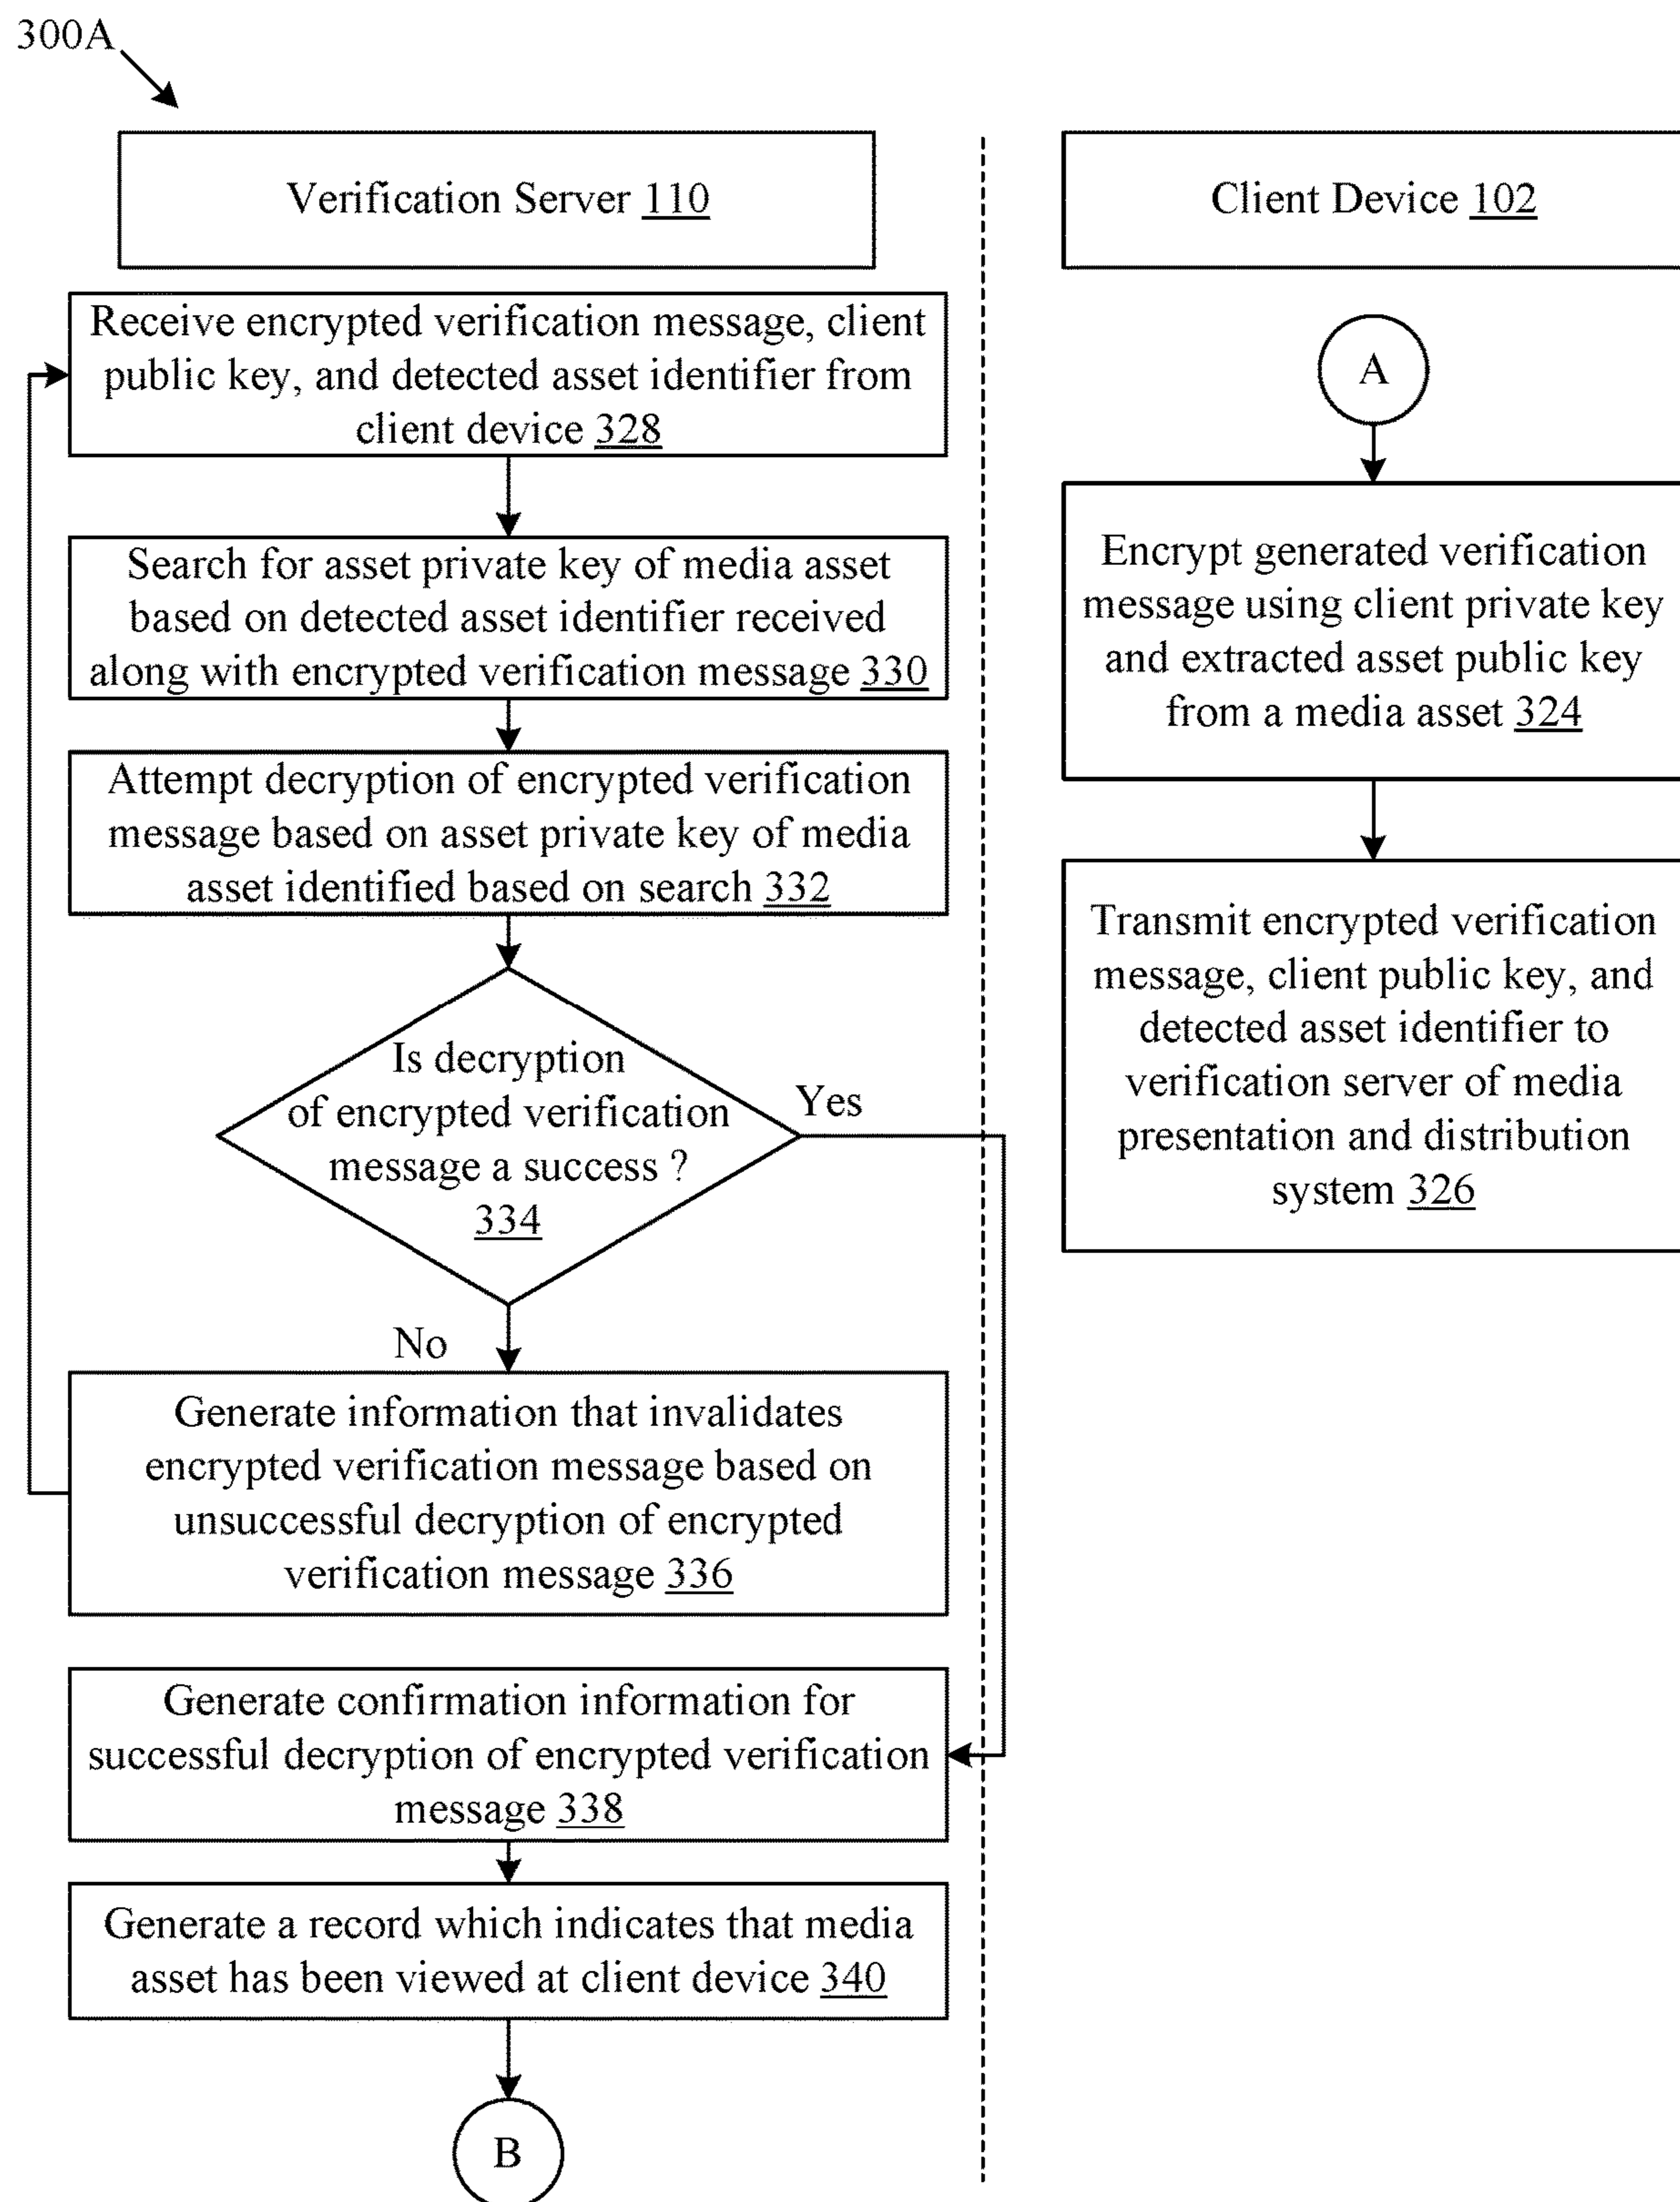 300A
Verification Server 110
Receive encrypted verification message, client
public key, and detected asset identifier from
client device 328
Search for asset private key of media asset
based on detected asset identifier received
along with encrypted verification message 330
Attempt decryption of encrypted verification
message based on asset private key of media
asset identified based on search 332
Is decryption
of encrypted verification
message a success ?
334
Yes
No
Generate information that invalidates
encrypted verification message based on
unsuccessful decryption of encrypted
verification message 336
Generate confirmation information for
successful decryption of encrypted verification
message 338
Generate a record which indicates that media
asset has been viewed at client device 340
B
Client Device 102
A
Encrypt generated verification
message using client private key
and extracted asset public key
from a media asset 324
Transmit encrypted verification
message, client public key, and
detected asset identifier to
verification server of media
presentation and distribution
system 326